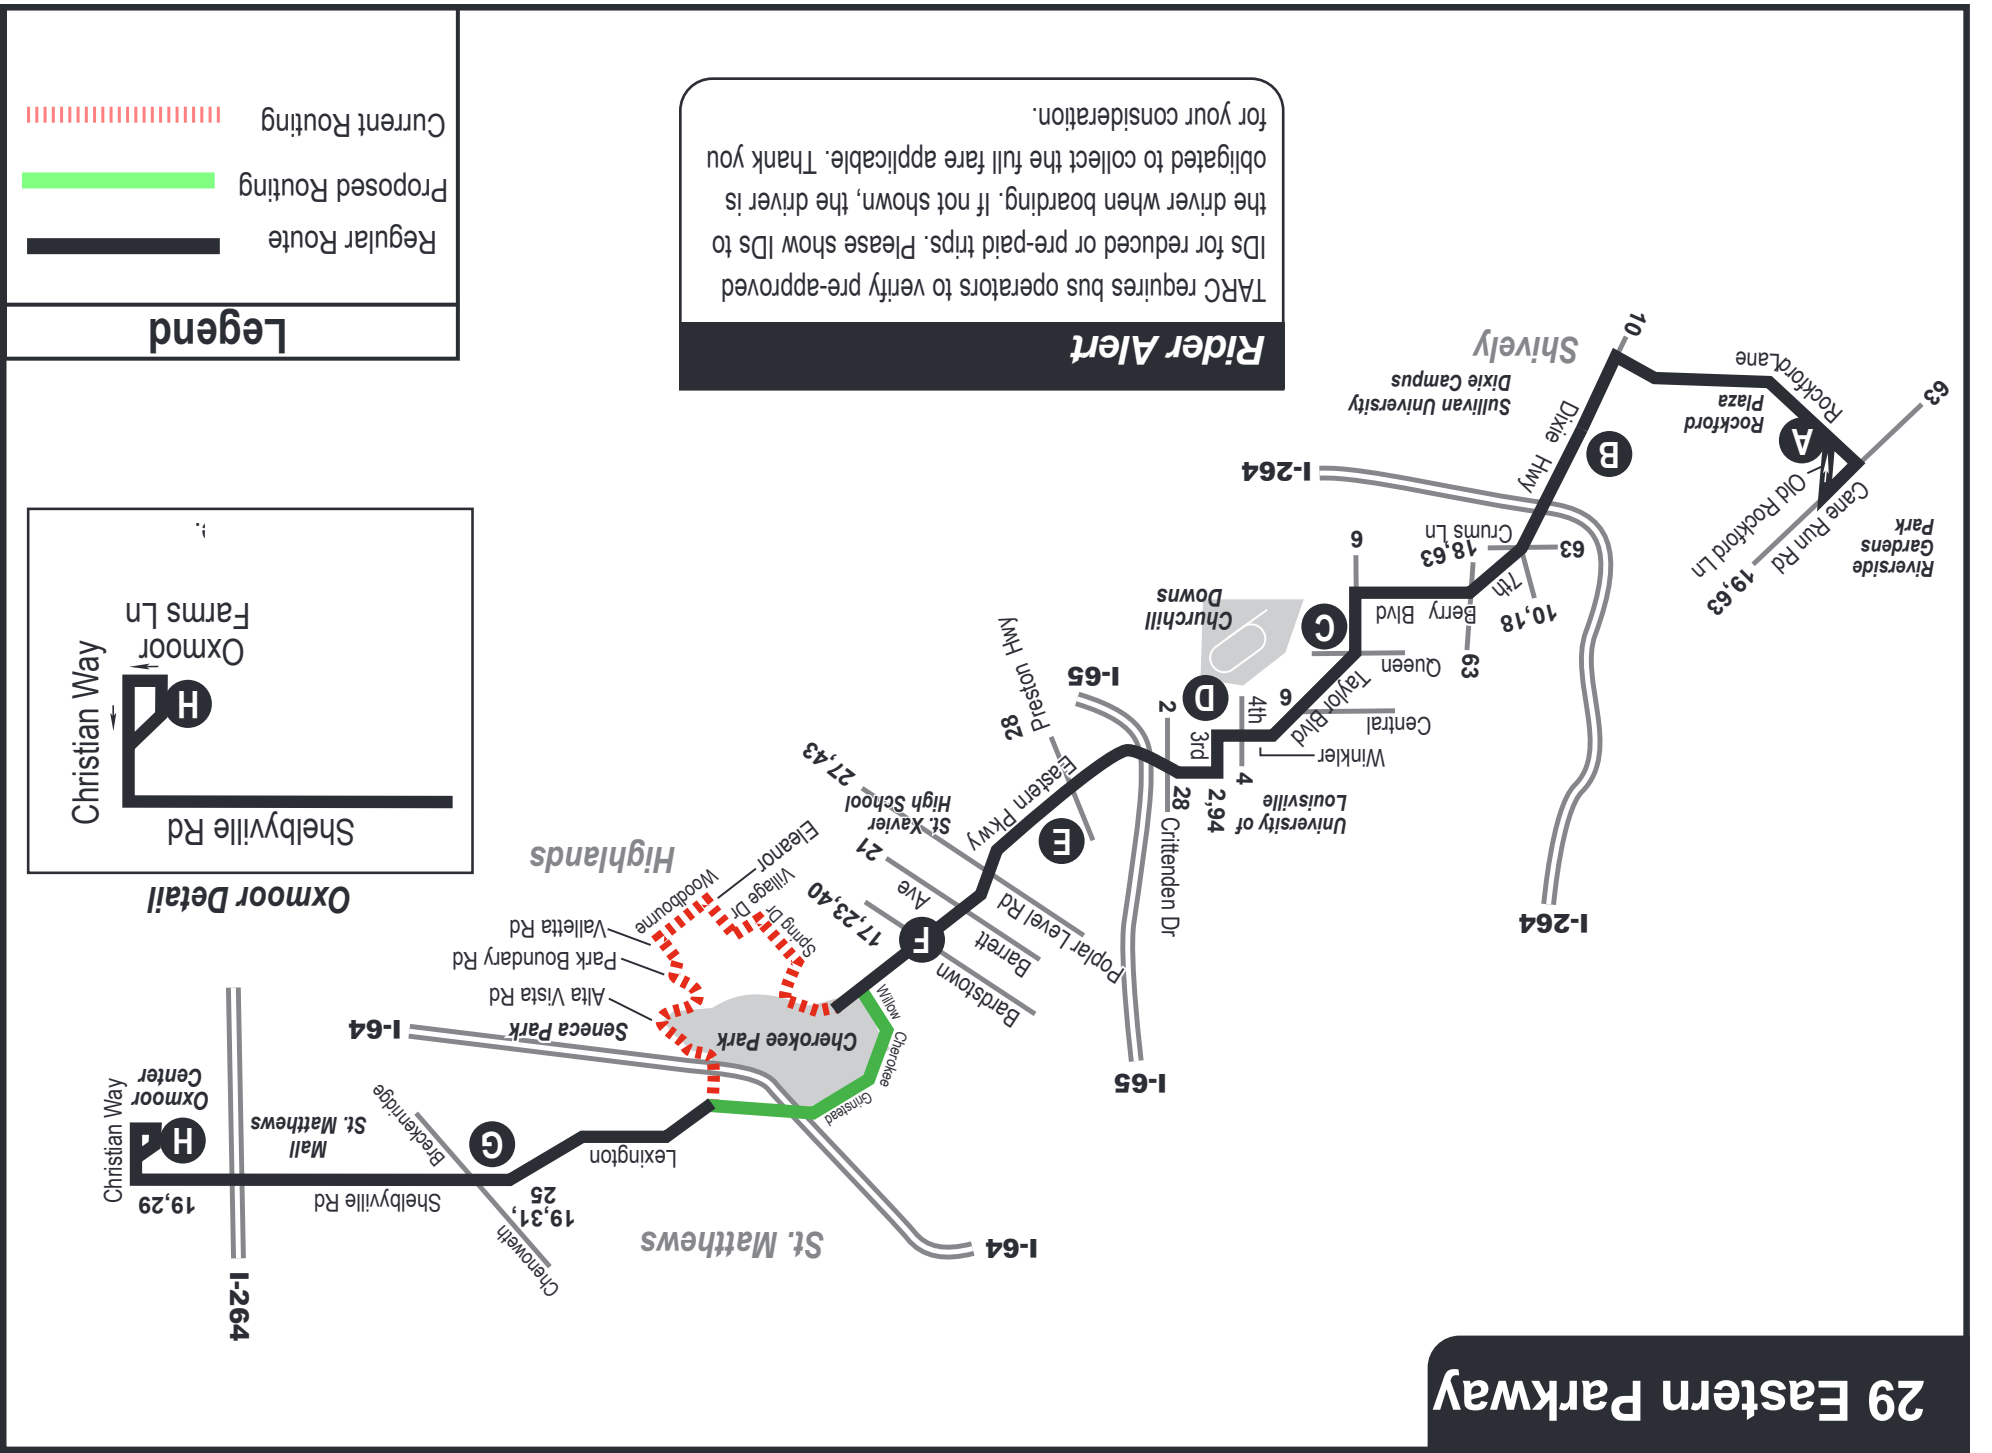 29 Eastern Parkway
I-264
I-64
St. Matthews
Chenoweth
19,31,
25
Shelbyville Rd
19,29
Christian Way
H
Oxmoor
Center
St. Matthews
Mall
Breckenridge
G
Lexington
Grinstead
Cherokee
Willow
I-64
Cherokee Park
Seneca Park
Alta Vista Rd
Park Boundary Rd
Valletta Rd
Woodbourne
Eleanor
Village Dr
Spring Dr
Highlands
I-65
Bardstown
17,23,40
F
Barrett
Ave
21
Poplar Level Rd
27,43
St. Xavier
High School
Eastern Pkwy
E
Preston Hwy
28
I-65
Crittenden Dr
2
28
2,94
3rd
4
4th
D
University of
Louisville
Churchill
Downs
Winkler
Central
Taylor Blvd
6
Queen
C
6
Berry Blvd
63
18,63
7th
10,18
Crums Ln
63
I-264
I-264
Dixie Hwy
B
Sullivan University
Dixie Campus
Shively
10
Rockford Lane
Rockford
Plaza
A
Old Rockford Ln
Cane Run Rd
19,63
63
Riverside
Gardens
Park
Oxmoor Detail
Shelbyville Rd
Christian Way
H
Oxmoor
Farms Ln
Rider Alert
TARC requires bus operators to verify pre-approved
IDs for reduced or pre-paid trips. Please show IDs to
the driver when boarding. If not shown, the driver is
obligated to collect the full fare applicable. Thank you
for your consideration.
Legend
Regular Route
Proposed Routing
Current Routing